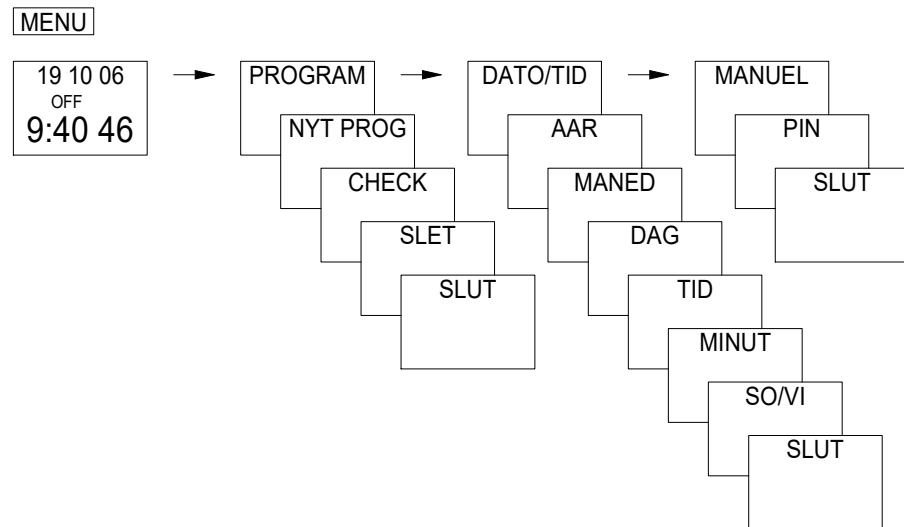 MENU
19 10 06
OFF
9:40 46
PROGRAM
NYT PROG
CHECK
SLET
SLUT
DATO/TID
AAR
MANED
DAG
TID
MINUT
SO/VI
SLUT
MANUEL
PIN
SLUT